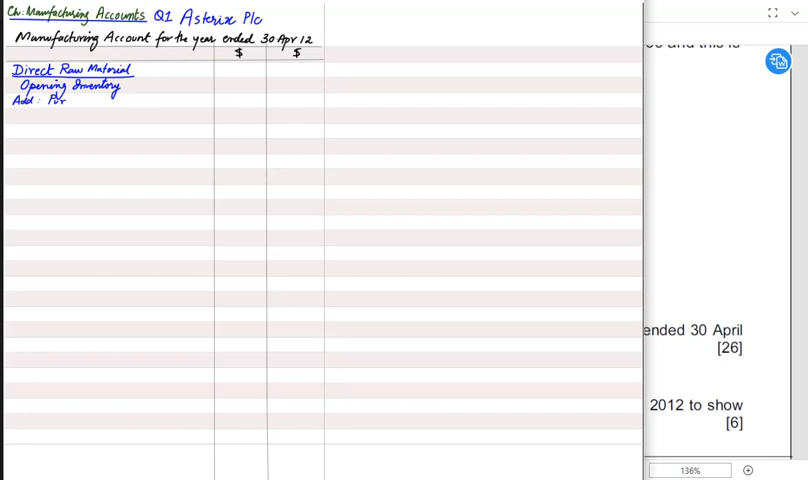 Ch: Manufacturing Accounts Q1 Asterix Plc
Manufacturing Account for the year ended 30 Apr 12
$ $
Direct Raw Material
Opening Inventory
Add: Pur
ended 30 April
[26]
2012 to show
[6]
136%